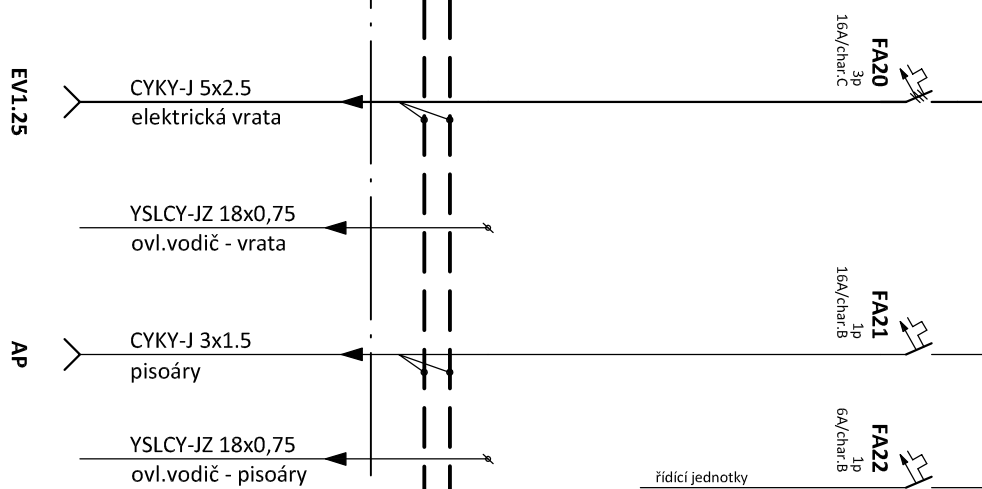 EV1.25
CYKY-J 5x2.5
elektrická vrata
FA20
3p
16A/char.C
YSLCY-JZ 18x0,75
ovl.vodič - vrata
AP
CYKY-J 3x1.5
pisoáry
FA21
1p
16A/char.B
YSLCY-JZ 18x0,75
ovl.vodič - pisoáry
FA22
1p
6A/char.B
řídící jednotky